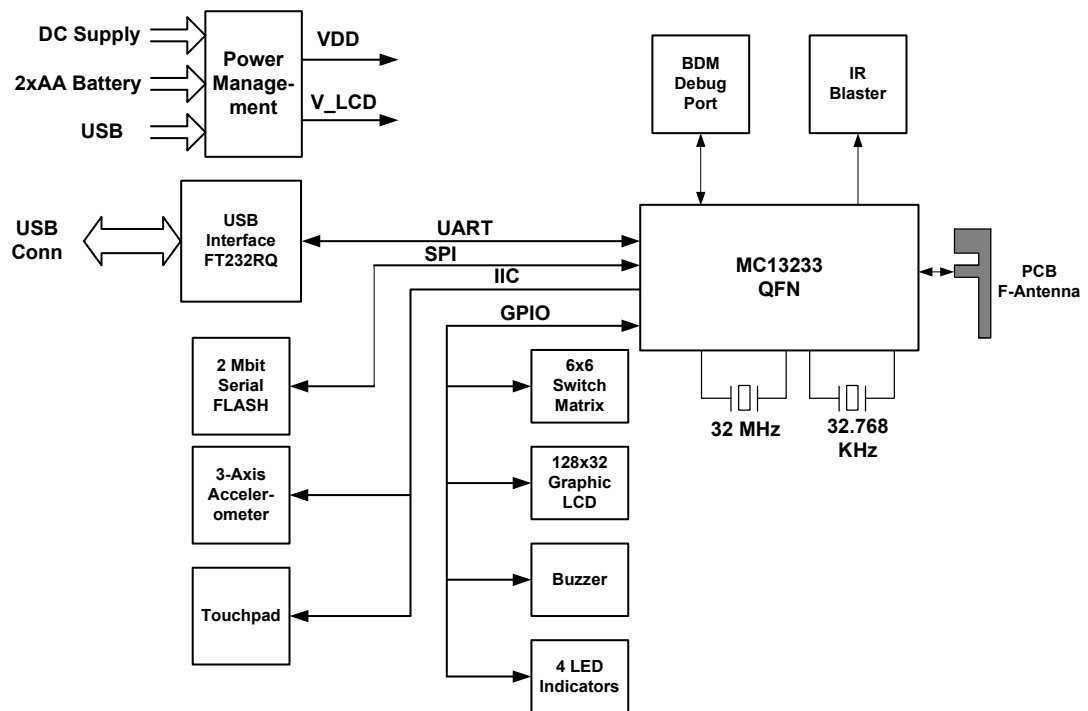 DC Supply
2xAA Battery
USB
Power
Manage-
ment
VDD
V_LCD
BDM
Debug
Port
IR
Blaster
USB
Conn
USB
Interface
FT232RQ
UART
SPI
IIC
GPIO
MC13233
QFN
PCB
F-Antenna
32 MHz
32.768
KHz
2 Mbit
Serial
FLASH
3-Axis
Acceler-
ometer
Touchpad
6x6
Switch
Matrix
128x32
Graphic
LCD
Buzzer
4 LED
Indicators